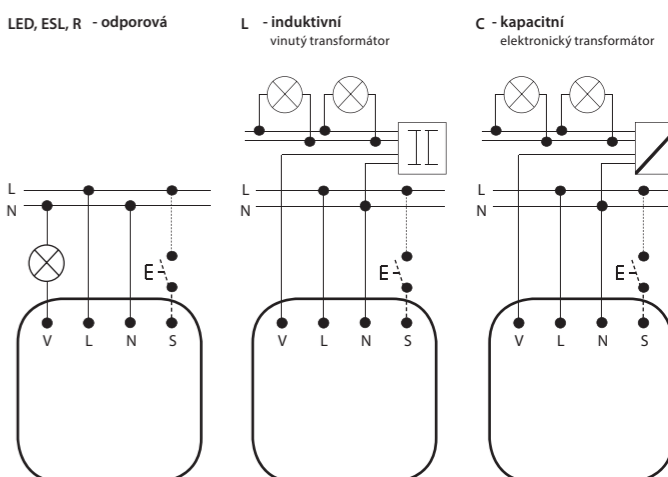 LED, ESL, R - odporová
L - induktivní
vinutý transformátor
C - kapacitní
elektronický transformátor
L
N
V L N S
L
N
V L N S
L
N
V L N S